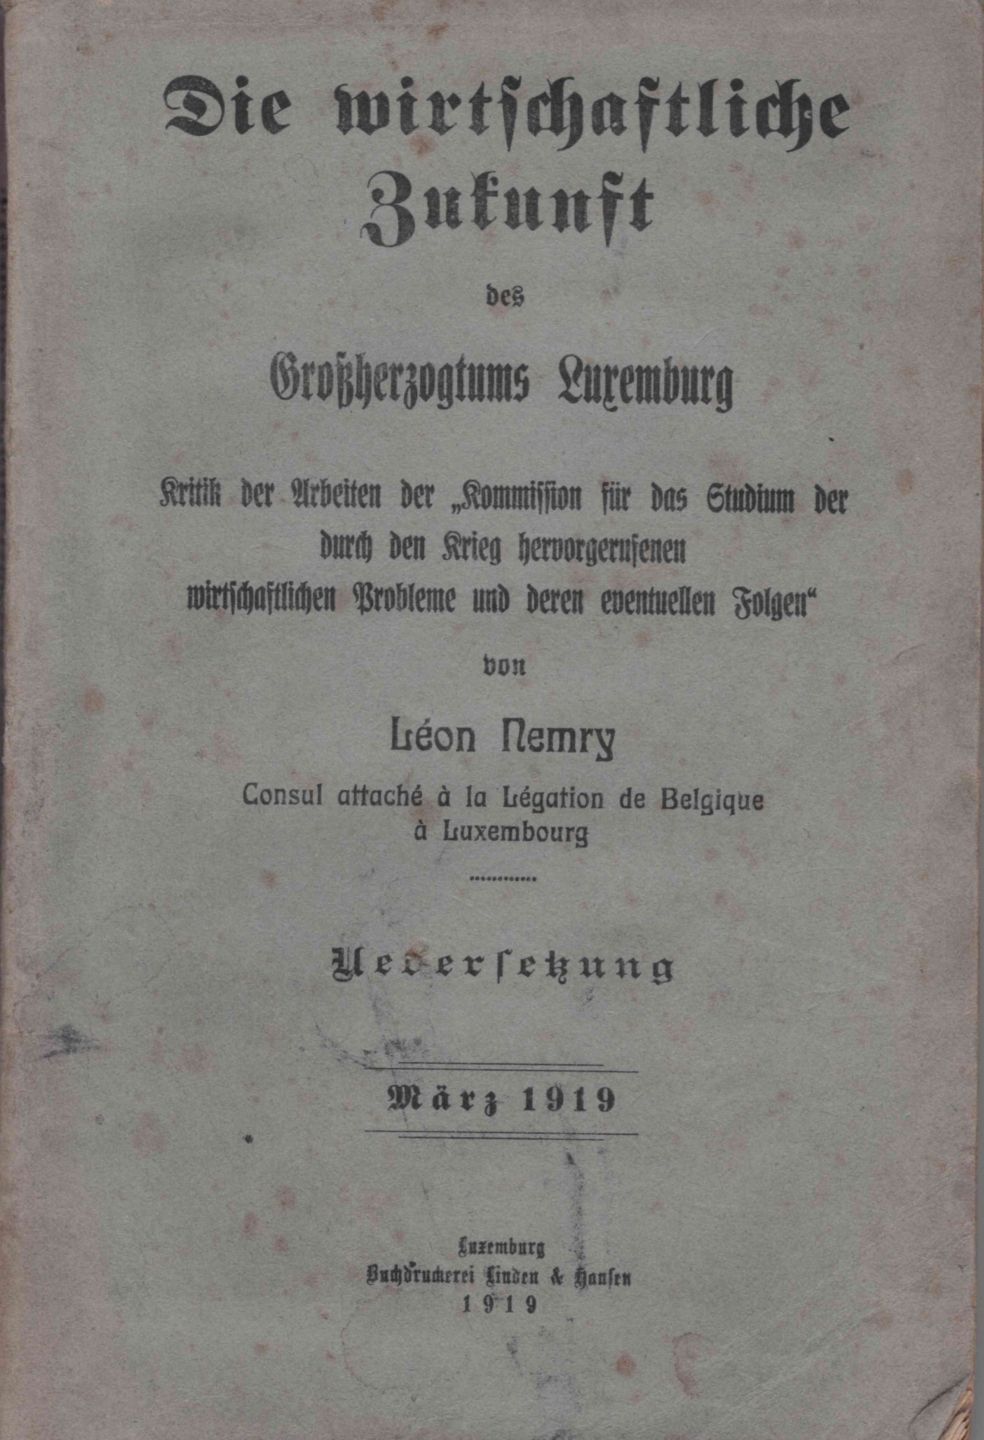 Die wirtschaftliche
Zukunft
des
Großherzogtums Luxemburg
Kritik der Arbeiten der „Kommission für das Studium der
durch den Krieg hervorgerufenen
wirtschaftlichen Probleme und deren eventuellen Folgen“
von
Léon Nemry
Consul attaché à la Légation de Belgique
à Luxembourg
Uebersetzung
März 1919
Luxemburg
Buchdruckerei Linden & Hansen
1919